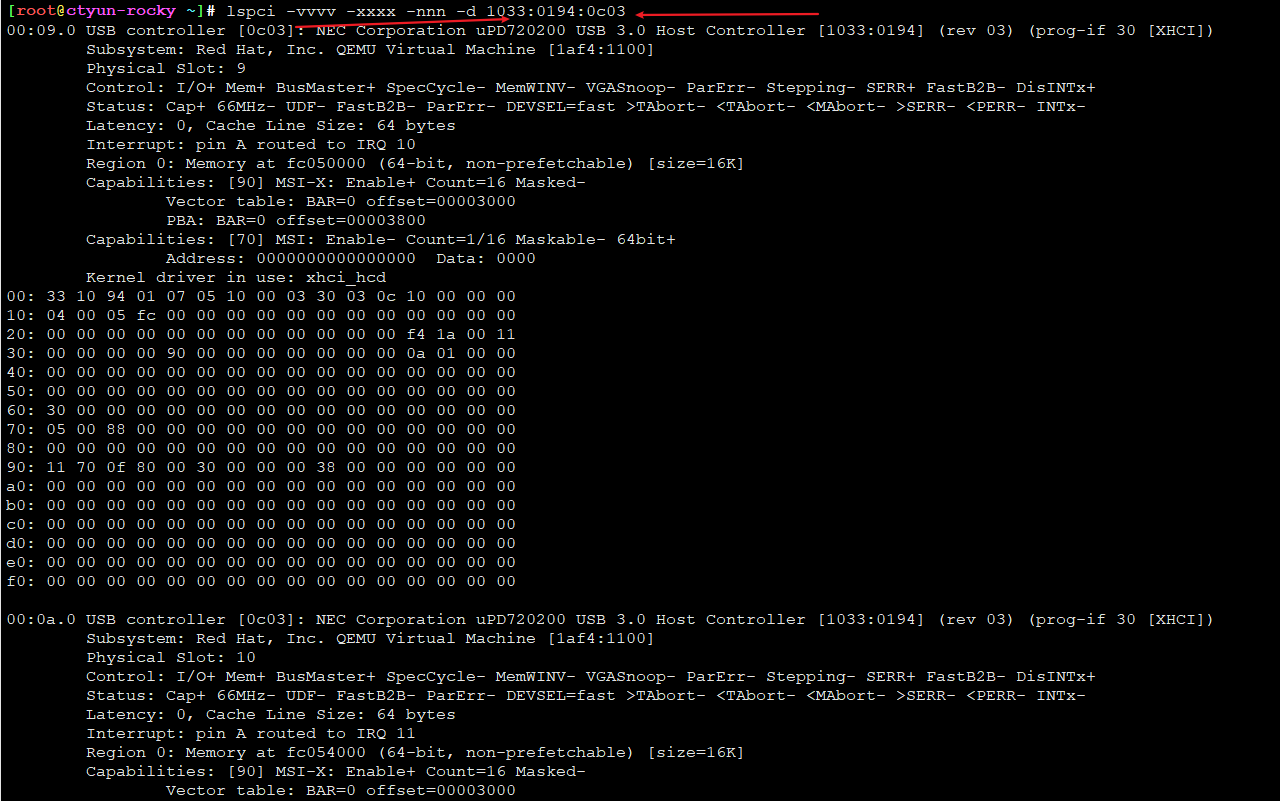 [root@ctyun-rocky ~]# lspci -vvvv -xxxx -nnn -d 1033:0194:0c03
00:09.0 USB controller [0c03]: NEC Corporation uPD720200 USB 3.0 Host Controller [1033:0194] (rev 03) (prog-if 30 [XHCI])
Subsystem: Red Hat, Inc. QEMU Virtual Machine [1af4:1100]
Physical Slot: 9
Control: I/O+ Mem+ BusMaster+ SpecCycle- MemWINV- VGASnoop- ParErr- Stepping- SERR+ FastB2B- DisINTx+
Status: Cap+ 66MHz- UDF- FastB2B- ParErr- DEVSEL=fast >TAbort- <TAbort- <MAbort- >SERR- <PERR- INTx-
Latency: 0, Cache Line Size: 64 bytes
Interrupt: pin A routed to IRQ 10
Region 0: Memory at fc050000 (64-bit, non-prefetchable) [size=16K]
Capabilities: [90] MSI-X: Enable+ Count=16 Masked-
Vector table: BAR=0 offset=00003000
PBA: BAR=0 offset=00003800
Capabilities: [70] MSI: Enable- Count=1/16 Maskable- 64bit+
Address: 0000000000000000  Data: 0000
Kernel driver in use: xhci_hcd
00: 33 10 94 01 07 05 10 00 03 30 03 0c 10 00 00 00
10: 04 00 05 fc 00 00 00 00 00 00 00 00 00 00 00 00
20: 00 00 00 00 00 00 00 00 00 00 00 00 f4 1a 00 11
30: 00 00 00 00 90 00 00 00 00 00 00 00 0a 01 00 00
40: 00 00 00 00 00 00 00 00 00 00 00 00 00 00 00 00
50: 00 00 00 00 00 00 00 00 00 00 00 00 00 00 00 00
60: 30 00 00 00 00 00 00 00 00 00 00 00 00 00 00 00
70: 05 00 88 00 00 00 00 00 00 00 00 00 00 00 00 00
80: 00 00 00 00 00 00 00 00 00 00 00 00 00 00 00 00
90: 11 70 0f 80 00 30 00 00 00 38 00 00 00 00 00 00
a0: 00 00 00 00 00 00 00 00 00 00 00 00 00 00 00 00
b0: 00 00 00 00 00 00 00 00 00 00 00 00 00 00 00 00
c0: 00 00 00 00 00 00 00 00 00 00 00 00 00 00 00 00
d0: 00 00 00 00 00 00 00 00 00 00 00 00 00 00 00 00
e0: 00 00 00 00 00 00 00 00 00 00 00 00 00 00 00 00
f0: 00 00 00 00 00 00 00 00 00 00 00 00 00 00 00 00
00:0a.0 USB controller [0c03]: NEC Corporation uPD720200 USB 3.0 Host Controller [1033:0194] (rev 03) (prog-if 30 [XHCI])
Subsystem: Red Hat, Inc. QEMU Virtual Machine [1af4:1100]
Physical Slot: 10
Control: I/O+ Mem+ BusMaster+ SpecCycle- MemWINV- VGASnoop- ParErr- Stepping- SERR+ FastB2B- DisINTx+
Status: Cap+ 66MHz- UDF- FastB2B- ParErr- DEVSEL=fast >TAbort- <TAbort- <MAbort- >SERR- <PERR- INTx-
Latency: 0, Cache Line Size: 64 bytes
Interrupt: pin A routed to IRQ 11
Region 0: Memory at fc054000 (64-bit, non-prefetchable) [size=16K]
Capabilities: [90] MSI-X: Enable+ Count=16 Masked-
Vector table: BAR=0 offset=00003000